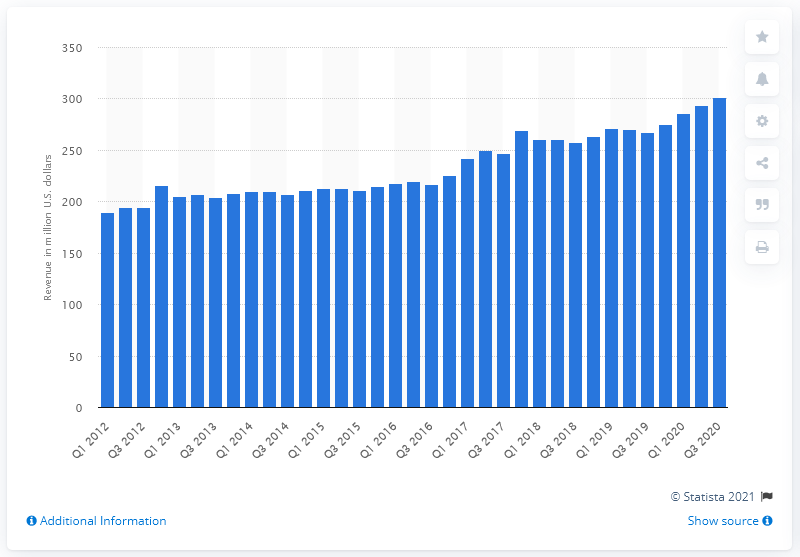 350
300
250
200
150
100
50
0
Revenue in million U.S. dollars
Q1 2012
Q3 2012
Q1 2013
Q3 2013
Q1 2014
Q3 2014
Q1 2015
Q3 2015
Q1 2016
Q3 2016
Q1 2017
Q3 2017
Q1 2018
Q3 2018
Q1 2019
Q3 2019
Q1 2020
Q3 2020
© Statista 2021
Additional Information
Show source